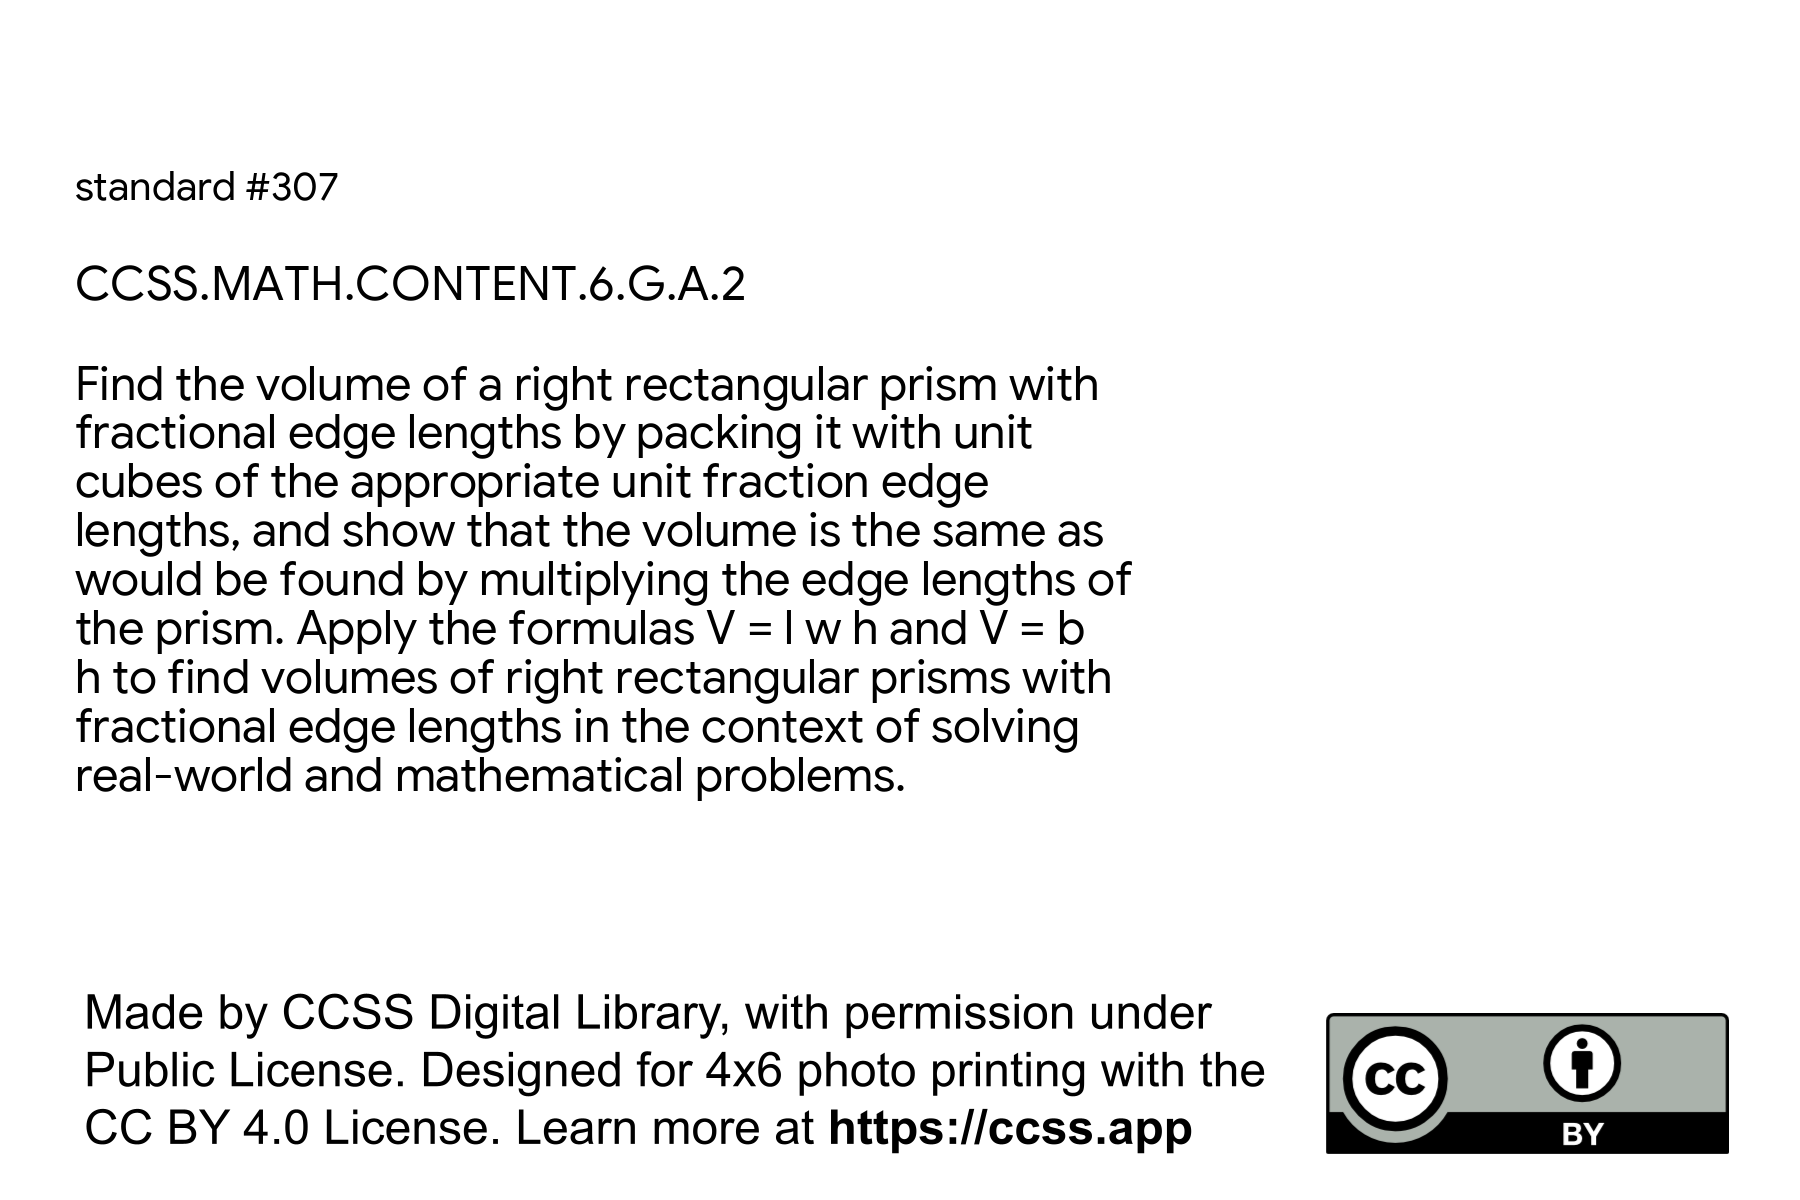 standard #307
CCSS.MATH.CONTENT.6.G.A.2
Find the volume of a right rectangular prism with
fractional edge lengths by packing it with unit
cubes of the appropriate unit fraction edge
lengths, and show that the volume is the same as
would be found by multiplying the edge lengths of
the prism. Apply the formulas V = l w h and V = b
h to find volumes of right rectangular prisms with
fractional edge lengths in the context of solving
real-world and mathematical problems.
Made by CCSS Digital Library, with permission under
Public License. Designed for 4x6 photo printing with the
CC BY 4.0 License. Learn more at https://ccss.app
cc
BY